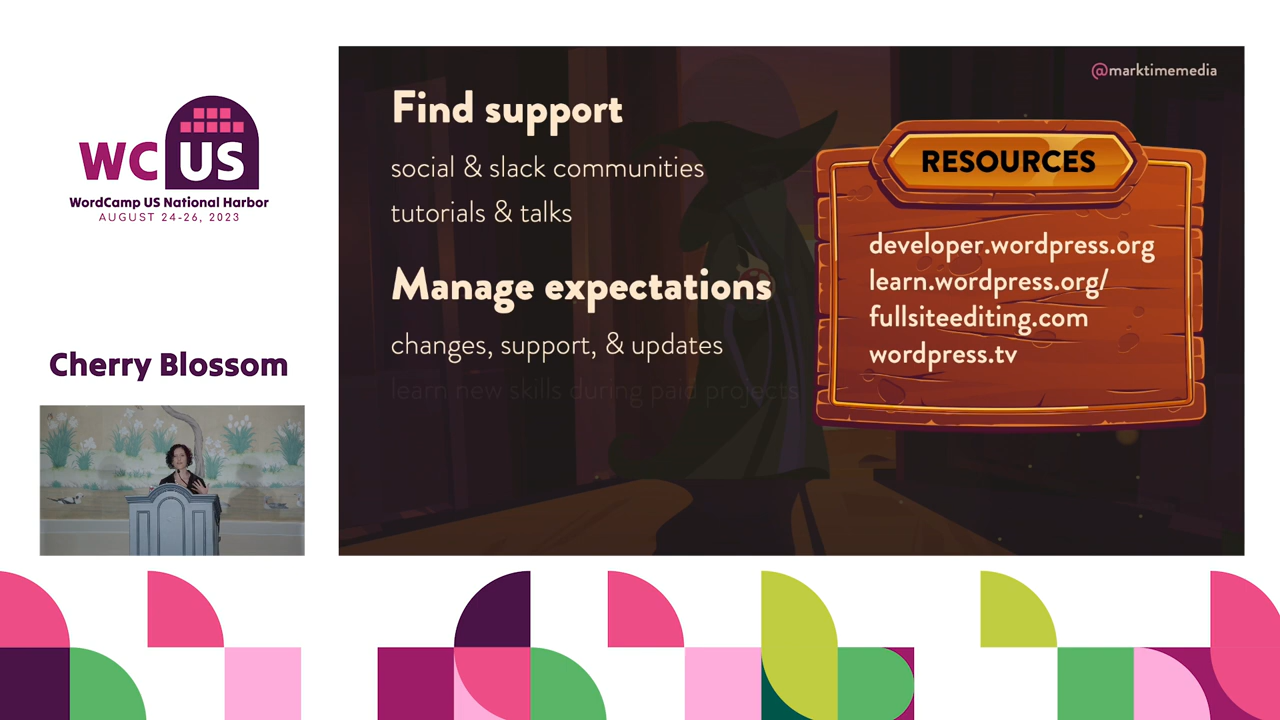 WC US
WordCamp US National Harbor
AUGUST 24-26, 2023
Cherry Blossom
@marktimemedia
Find support
social & slack communities
tutorials & talks
Manage expectations
changes, support, & updates
learn new skills during paid projects
RESOURCES
developer.wordpress.org
learn.wordpress.org/
fullsiteediting.com
wordpress.tv